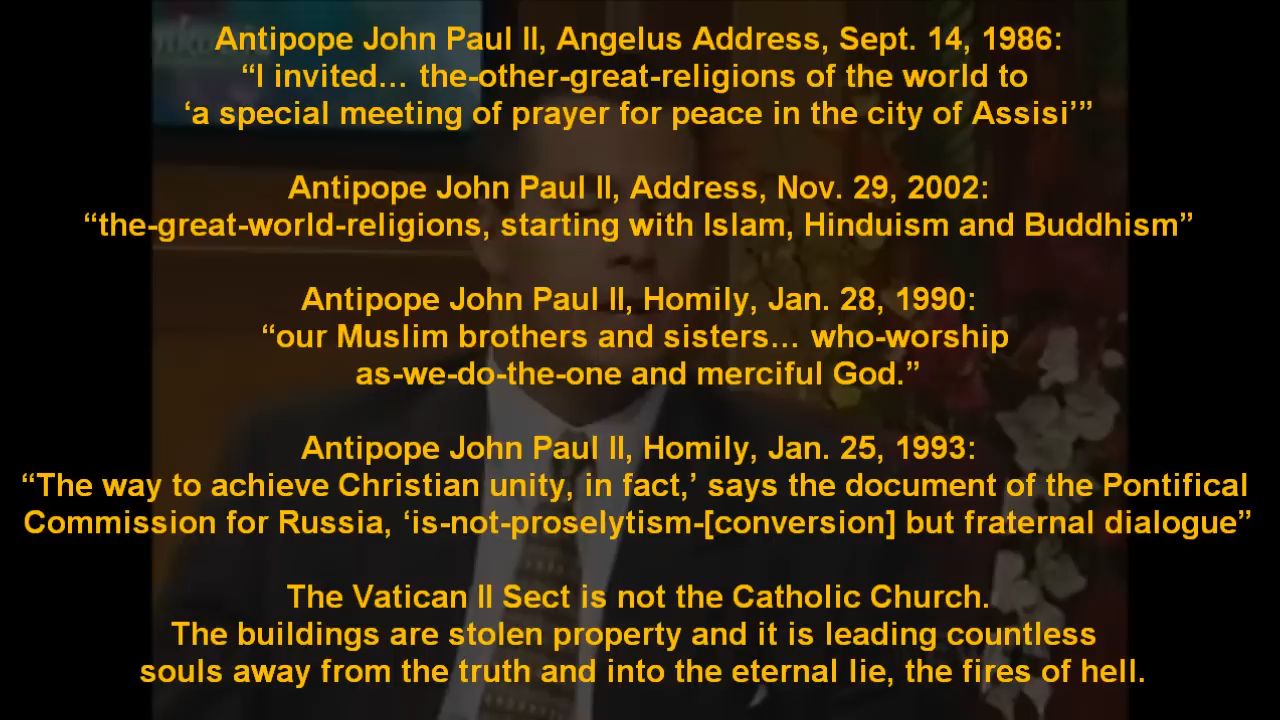 Antipope John Paul II, Angelus Address, Sept. 14, 1986:
“I invited… the-other-great-religions of the world to
‘a special meeting of prayer for peace in the city of Assisi’”
Antipope John Paul II, Address, Nov. 29, 2002:
“the-great-world-religions, starting with Islam, Hinduism and Buddhism”
Antipope John Paul II, Homily, Jan. 28, 1990:
“our Muslim brothers and sisters… who-worship
as-we-do-the-one and merciful God.”
Antipope John Paul II, Homily, Jan. 25, 1993:
“The way to achieve Christian unity, in fact,’ says the document of the Pontifical
Commission for Russia, ‘is-not-proselytism-[conversion] but fraternal dialogue”
The Vatican II Sect is not the Catholic Church.
The buildings are stolen property and it is leading countless
souls away from the truth and into the eternal lie, the fires of hell.